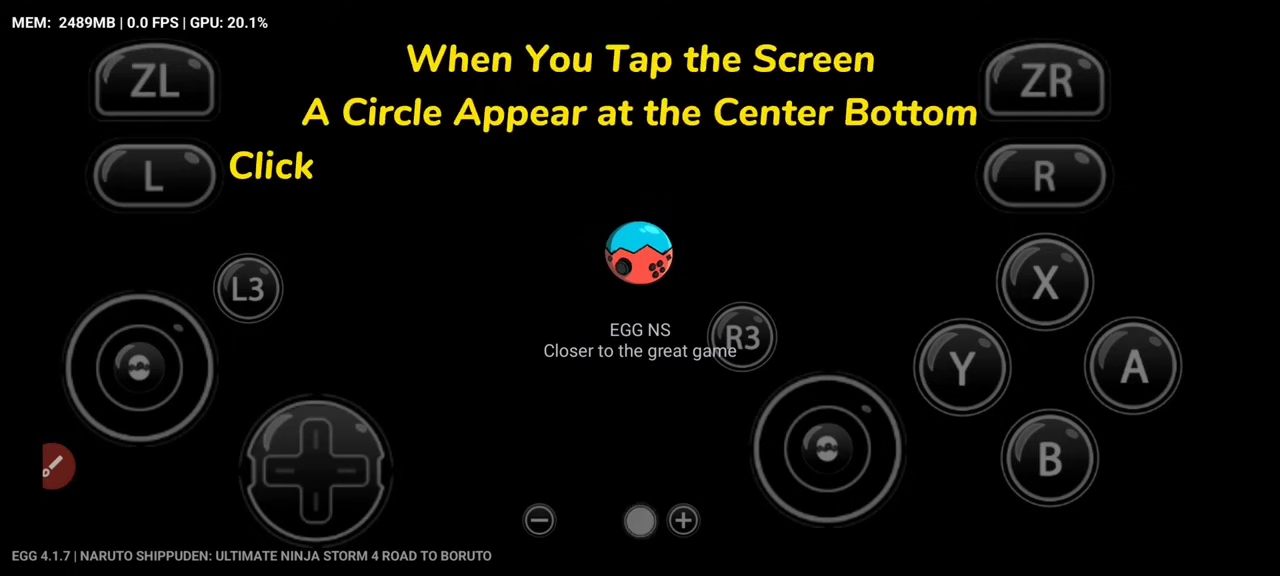 MEM: 2489MB | 0.0 FPS | GPU: 20.1%
When You Tap the Screen
A Circle Appear at the Center Bottom
Click
ZL
ZR
L
R
L3
X
EGG NS
R3
Closer to the great game
Y
A
B
EGG 4.1.7 | NARUTO SHIPPUDEN: ULTIMATE NINJA STORM 4 ROAD TO BORUTO